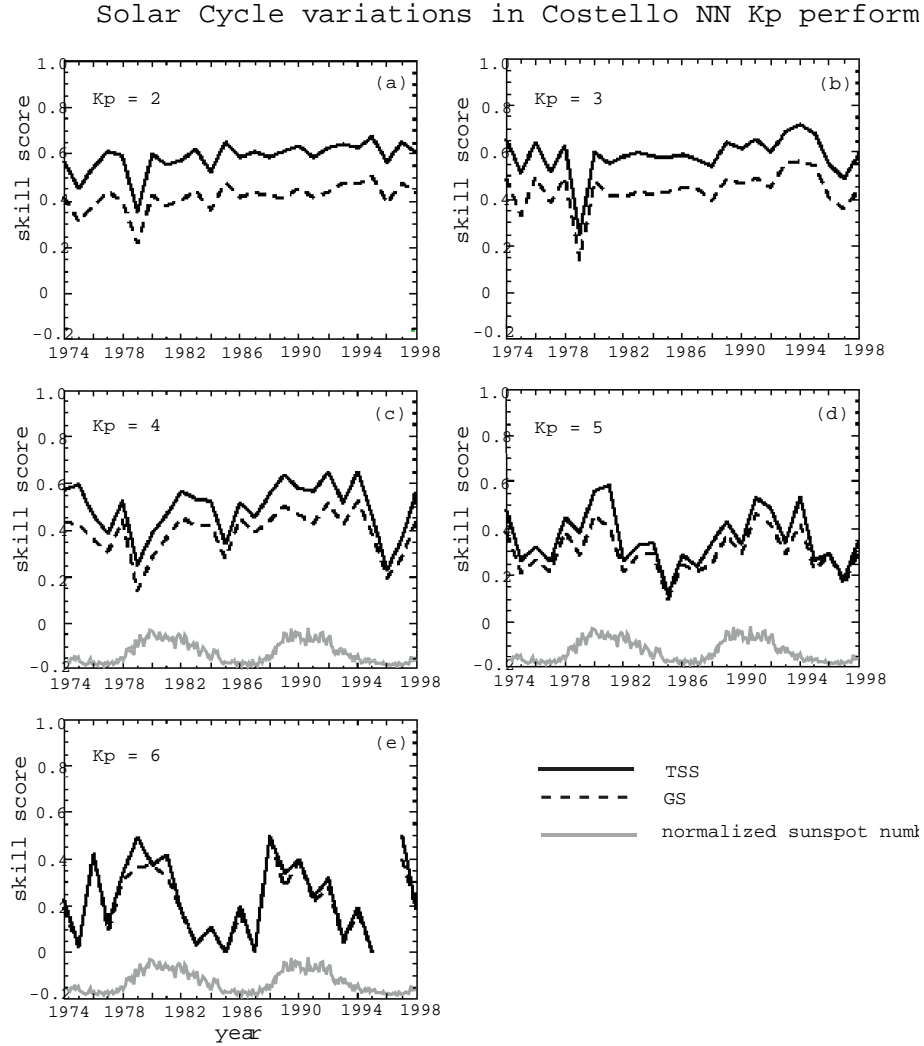 Solar Cycle variations in Costello NN Kp perform
1.0
0.8
0.6
0.4
0.2
0
-0.2
skill score
Kp = 2
(a)
1974 1978 1982 1986 1990 1994 1998
1.0
0.8
0.6
0.4
0.2
0
-0.2
skill score
Kp = 3
(b)
1974 1978 1982 1986 1990 1994 1998
1.0
0.8
0.6
0.4
0.2
0
-0.2
skill score
Kp = 4
(c)
1974 1978 1982 1986 1990 1994 1998
1.0
0.8
0.6
0.4
0.2
0
-0.2
skill score
Kp = 5
(d)
1974 1978 1982 1986 1990 1994 1998
1.0
0.8
0.6
0.4
0.2
0
-0.2
skill score
Kp = 6
(e)
1974 1978 1982 1986 1990 1994 1998
year
TSS
GS
normalized sunspot numb